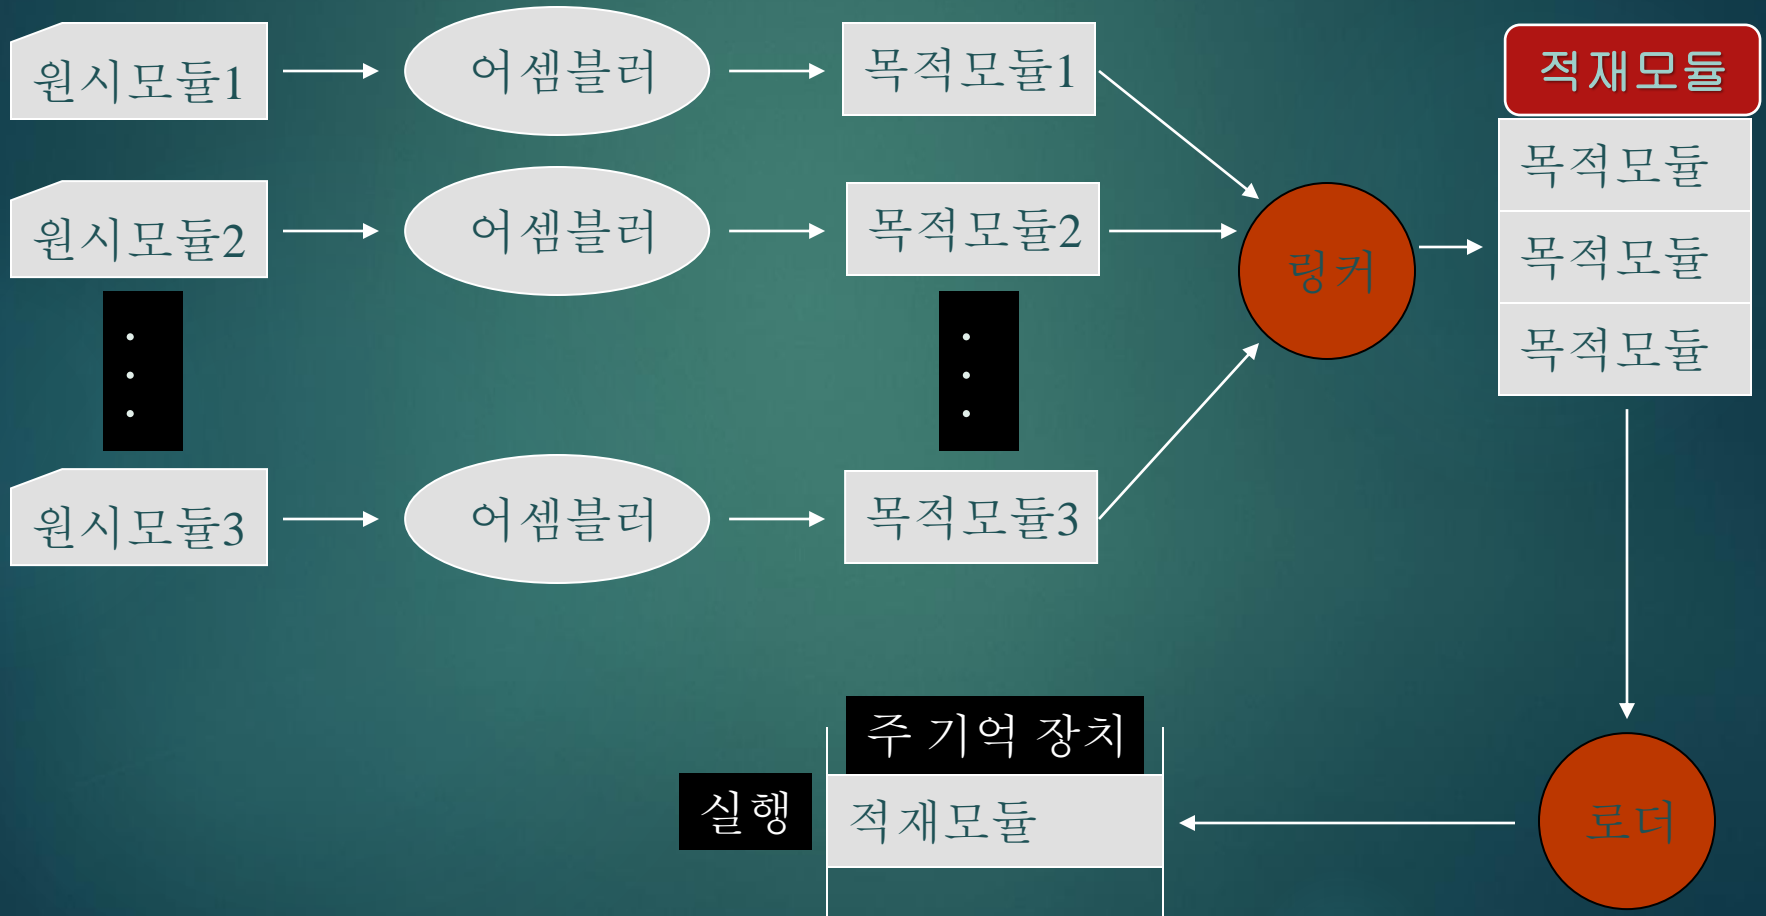 원시모듈1
어셈블러
목적모듈1
적재모듈
목적모듈
원시모듈2
어셈블러
목적모듈2
링커
목적모듈
목적모듈
원시모듈3
어셈블러
목적모듈3
주 기억 장치
실행
적재모듈
로더